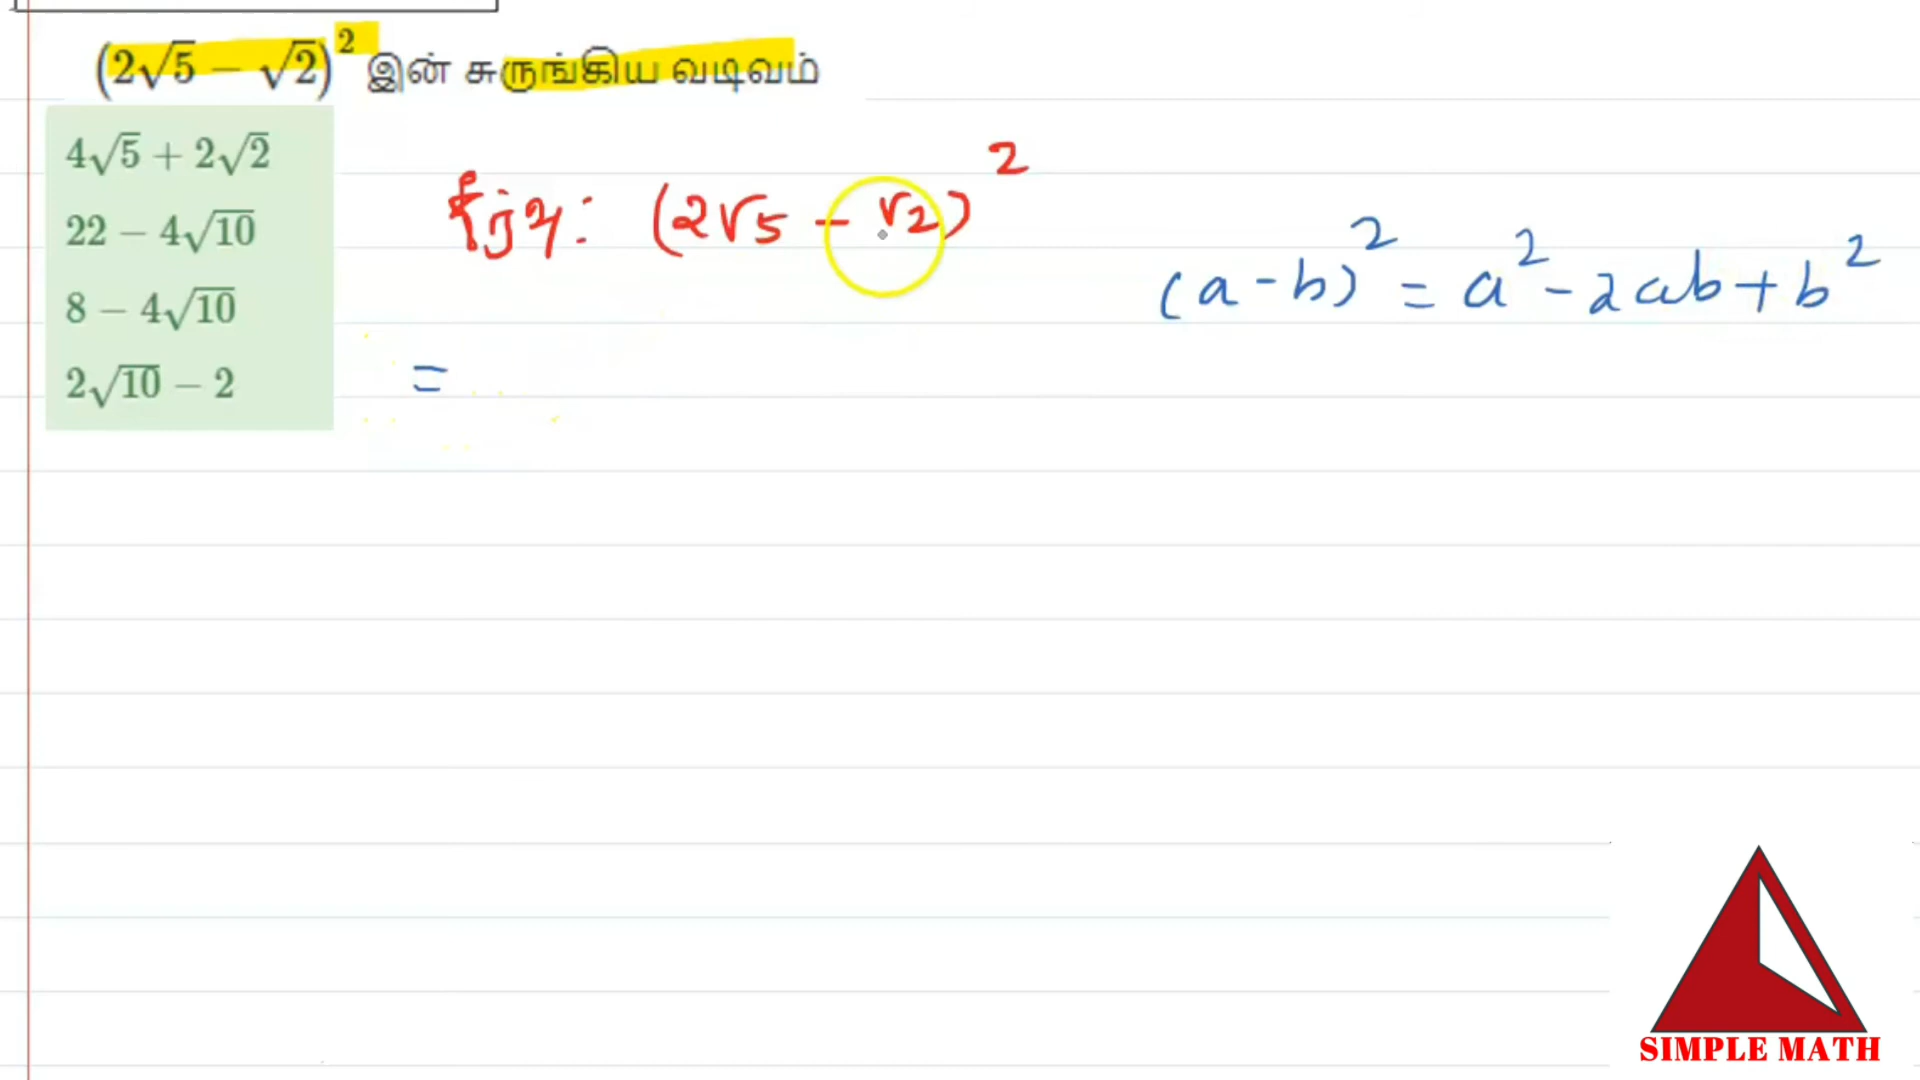 (2√5 − √2)² இன் சுருங்கிய வடிவம்
4√5 + 2√2
22 − 4√10
8 − 4√10
2√10 − 2
தீர்வு: (2√5 − √2)²
(a - b)² = a² - 2ab + b²
=
SIMPLE MATH